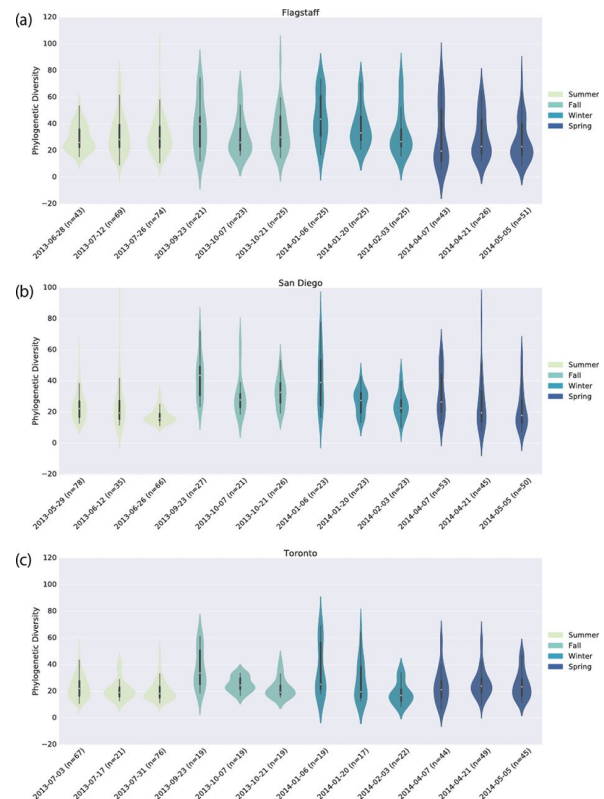 (a)
Flagstaff
120
100
80
60
40
20
0
−20
Phylogenetic Diversity
2013-06-28 (n=43)
2013-07-12 (n=69)
2013-07-26 (n=74)
2013-09-23 (n=21)
2013-10-07 (n=23)
2013-10-21 (n=25)
2014-01-06 (n=25)
2014-01-20 (n=25)
2014-02-03 (n=25)
2014-04-07 (n=43)
2014-04-21 (n=26)
2014-05-05 (n=51)
Summer
Fall
Winter
Spring
(b)
San Diego
100
80
60
40
20
0
−20
Phylogenetic Diversity
2013-05-29 (n=78)
2013-06-12 (n=35)
2013-06-26 (n=66)
2013-09-23 (n=27)
2013-10-07 (n=21)
2013-10-21 (n=26)
2014-01-06 (n=23)
2014-01-20 (n=23)
2014-02-03 (n=23)
2014-04-07 (n=53)
2014-04-21 (n=45)
2014-05-05 (n=50)
Summer
Fall
Winter
Spring
(c)
Toronto
120
100
80
60
40
20
0
−20
Phylogenetic Diversity
2013-07-03 (n=67)
2013-07-17 (n=21)
2013-07-31 (n=76)
2013-09-23 (n=19)
2013-10-07 (n=19)
2013-10-21 (n=19)
2014-01-06 (n=19)
2014-01-20 (n=17)
2014-02-03 (n=22)
2014-04-07 (n=44)
2014-04-21 (n=49)
2014-05-05 (n=45)
Summer
Fall
Winter
Spring